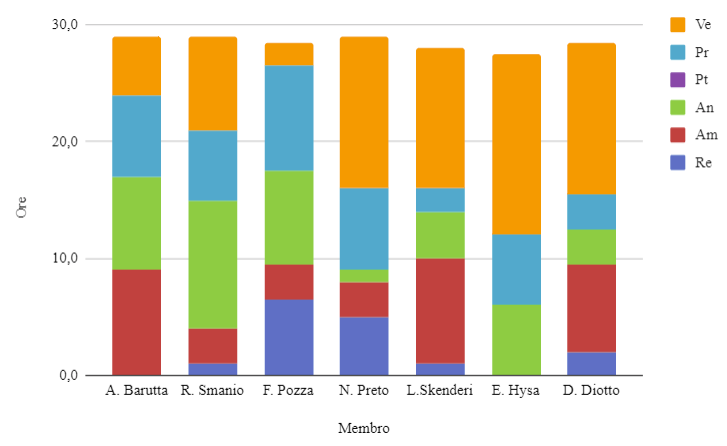 30,0
20,0
10,0
0,0
Ore
A. Barutta
R. Smanio
F. Pozza
N. Preto
L.Skenderi
E. Hysa
D. Diotto
Membro
Ve
Pr
Pt
An
Am
Re